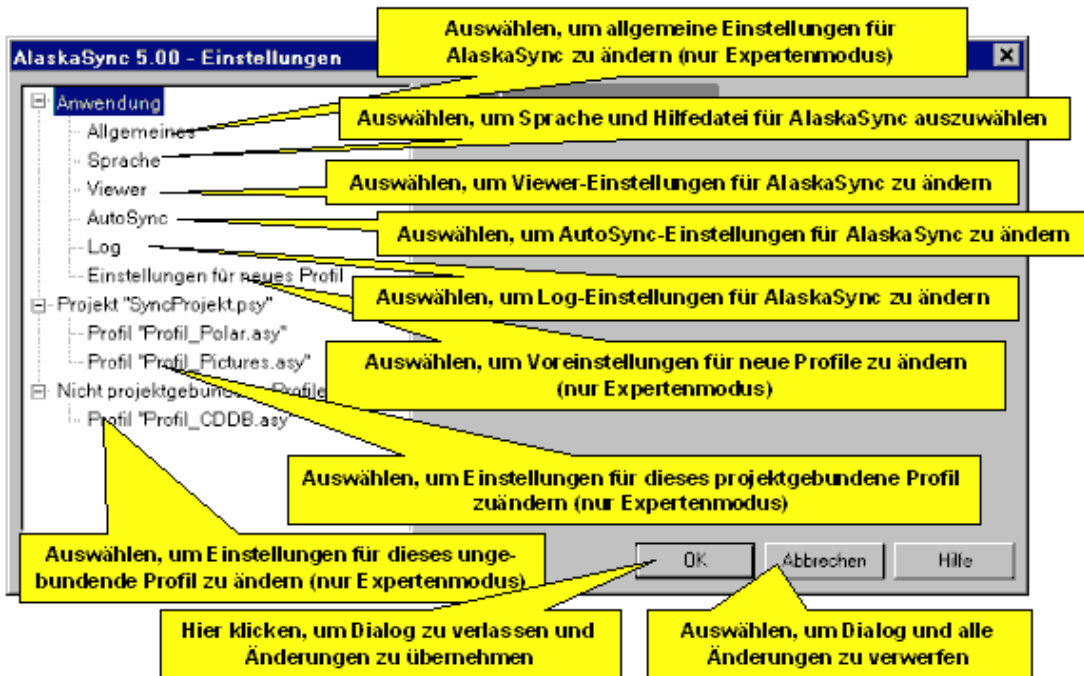 Auswählen, um allgemeine Einstellungen für
AlaskaSync zu ändern (nur Expertenmodus)
AlaskaSync 5.00 - Einstellungen
Anwendung
Allgemeines
Auswählen, um Sprache und Hilfedatei für AlaskaSync auszuwählen
Sprache
Viewer
Auswählen, um Viewer-Einstellungen für AlaskaSync zu ändern
AutoSync
Auswählen, um AutoSync-Einstellungen für AlaskaSync zu ändern
Log
Einstellungen für neues Profil
Auswählen, um Log-Einstellungen für AlaskaSync zu ändern
Projekt "SyncProjekt.psy"
Profil "Profil_Polar.asy"
Profil "Profil_Pictures.asy"
Auswählen, um Voreinstellungen für neue Profile zu ändern
(nur Expertenmodus)
Nicht Profile
Profil "Profil_CDDB.asy"
Auswählen, um Einstellungen für dieses projektgebundene Profil
zuändern (nur Expertenmodus)
Auswählen, um Einstellungen für dieses unge-
bundende Profil zu ändern (nur Expertenmodus)
OK
Abbrechen
Hilfe
Hier klicken, um Dialog zu verlassen und
Änderungen zu übernehmen
Auswählen, um Dialog und alle
Änderungen zu verwerfen